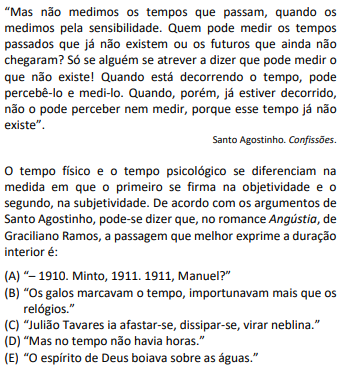 “Mas não medimos os tempos que passam, quando os
medimos pela sensibilidade. Quem pode medir os tempos
passados que já não existem ou os futuros que ainda não
chegaram? Só se alguém se atrever a dizer que pode medir o
que não existe! Quando está decorrendo o tempo, pode
percebê-lo e medi-lo. Quando, porém, já estiver decorrido,
não o pode perceber nem medir, porque esse tempo já não
existe”.
Santo Agostinho. Confissões.
O tempo físico e o tempo psicológico se diferenciam na
medida em que o primeiro se firma na objetividade e o
segundo, na subjetividade. De acordo com os argumentos de
Santo Agostinho, pode-se dizer que, no romance Angústia, de
Graciliano Ramos, a passagem que melhor exprime a duração
interior é:
(A) “– 1910. Minto, 1911. 1911, Manuel?”
(B) “Os galos marcavam o tempo, importunavam mais que os
relógios.”
(C) “Julião Tavares ia afastar-se, dissipar-se, virar neblina.”
(D) “Mas no tempo não havia horas.”
(E) “O espírito de Deus boiava sobre as águas.”